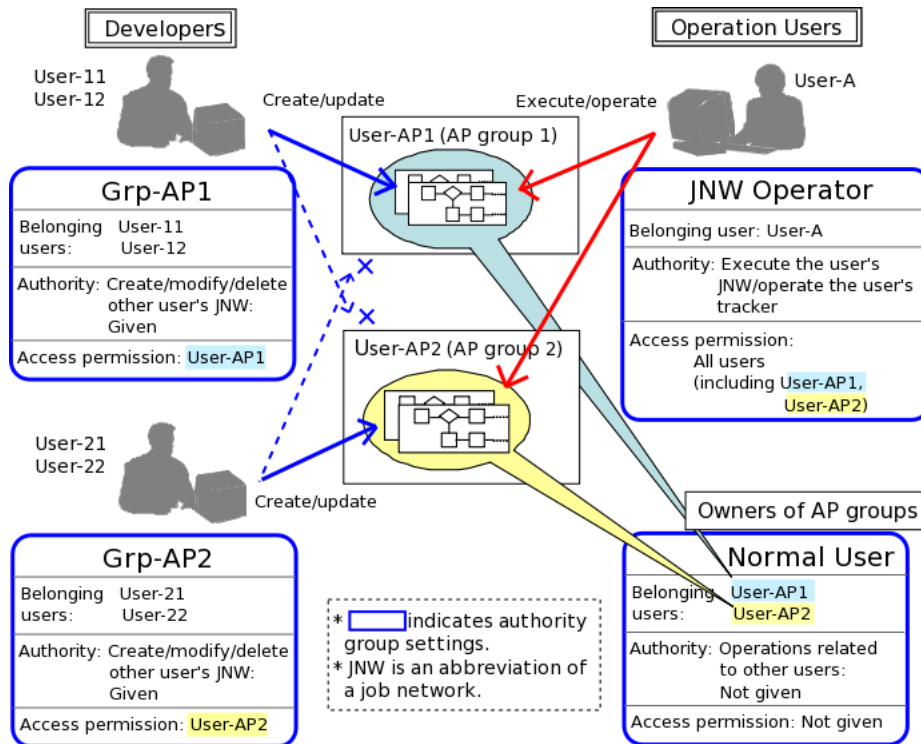 Developers
Operation Users
User-11
User-12
User-A
Create/update
Execute/operate
User-AP1 (AP group 1)
Grp-AP1
Belonging users: User-11
User-12
Authority: Create/modify/delete
other user's JNW:
Given
Access permission: User-AP1
JNW Operator
Belonging user: User-A
Authority: Execute the user's
JNW/operate the user's
tracker
Access permission:
All users
(including User-AP1,
User-AP2)
User-AP2 (AP group 2)
User-21
User-22
Create/update
Owners of AP groups
Grp-AP2
Belonging users: User-21
User-22
Authority: Create/modify/delete
other user's JNW:
Given
Access permission: User-AP2
* indicates authority
group settings.
* JNW is an abbreviation of
a job network.
Normal User
Belonging users: User-AP1
User-AP2
Authority: Operations related
to other users:
Not given
Access permission: Not given